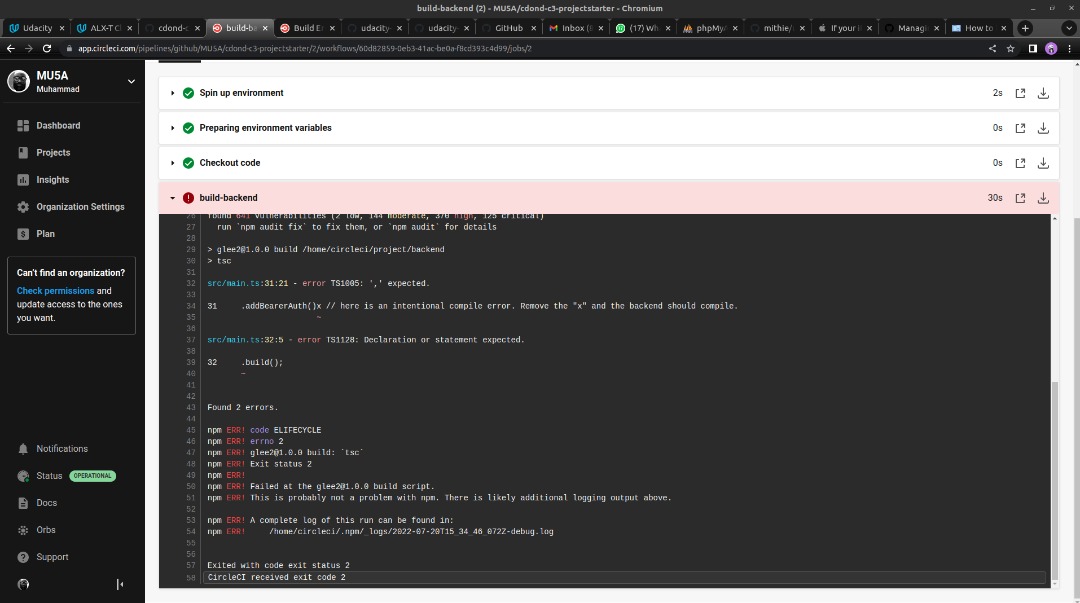 build-backend (2) - MU5A/cdond-c3-projectstarter - Chromium
Udacity
ALX-T Cl
cdond-c
build-ba
Build Er
udacity-
udacity-
GitHub
Inbox (
(17) Wh
phpMy
mithie/
If your i
Managi
How to
app.circleci.com/pipelines/github/MU5A/cdond-c3-projectstarter/2/workflows/60d82859-0eb3-41ac-be0a-f8cd393c4d99/jobs/2
MU5A
Muhammad
Dashboard
Projects
Insights
Organization Settings
Plan
Can't find an organization?
Check permissions and
update access to the ones
you want.
Notifications
Status OPERATIONAL
Docs
Orbs
Support
Spin up environment 2s
Preparing environment variables 0s
Checkout code 0s
build-backend 30s
26 found 641 vulnerabilities (2 low, 144 moderate, 370 high, 125 critical)
27 run `npm audit fix` to fix them, or `npm audit` for details
28
29 > glee2@1.0.0 build /home/circleci/project/backend
30 > tsc
31
32 src/main.ts:31:21 - error TS1005: ',' expected.
33
34 31 .addBearerAuth()x // here is an intentional compile error. Remove the "x" and the backend should compile.
35 ~
36
37 src/main.ts:32:5 - error TS1128: Declaration or statement expected.
38
39 32 .build();
40 ~
41
42
43 Found 2 errors.
44
45 npm ERR! code ELIFECYCLE
46 npm ERR! errno 2
47 npm ERR! glee2@1.0.0 build: `tsc`
48 npm ERR! Exit status 2
49 npm ERR!
50 npm ERR! Failed at the glee2@1.0.0 build script.
51 npm ERR! This is probably not a problem with npm. There is likely additional logging output above.
52
53 npm ERR! A complete log of this run can be found in:
54 npm ERR! /home/circleci/.npm/_logs/2022-07-20T15_34_46_072Z-debug.log
55
56
57 Exited with code exit status 2
58 CircleCI received exit code 2